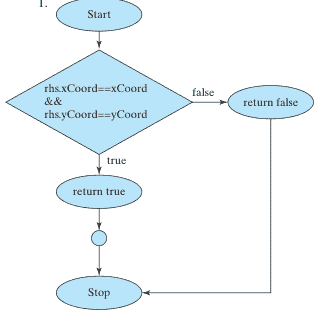 1.
Start
rhs.xCoord==xCoord
&&
rhs.yCoord==yCoord
false
return false
true
return true
Stop